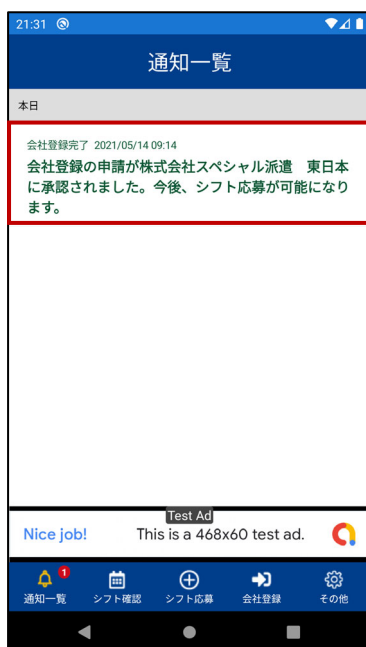 21:31
通知一覧
本日
会社登録完了 2021/05/14 09:14
会社登録の申請が株式会社スペシャル派遣　東日本
に承認されました。今後、シフト応募が可能になり
ます。
Test Ad
Nice job! This is a 468x60 test ad.
1
通知一覧 シフト確認 シフト応募 会社登録 その他